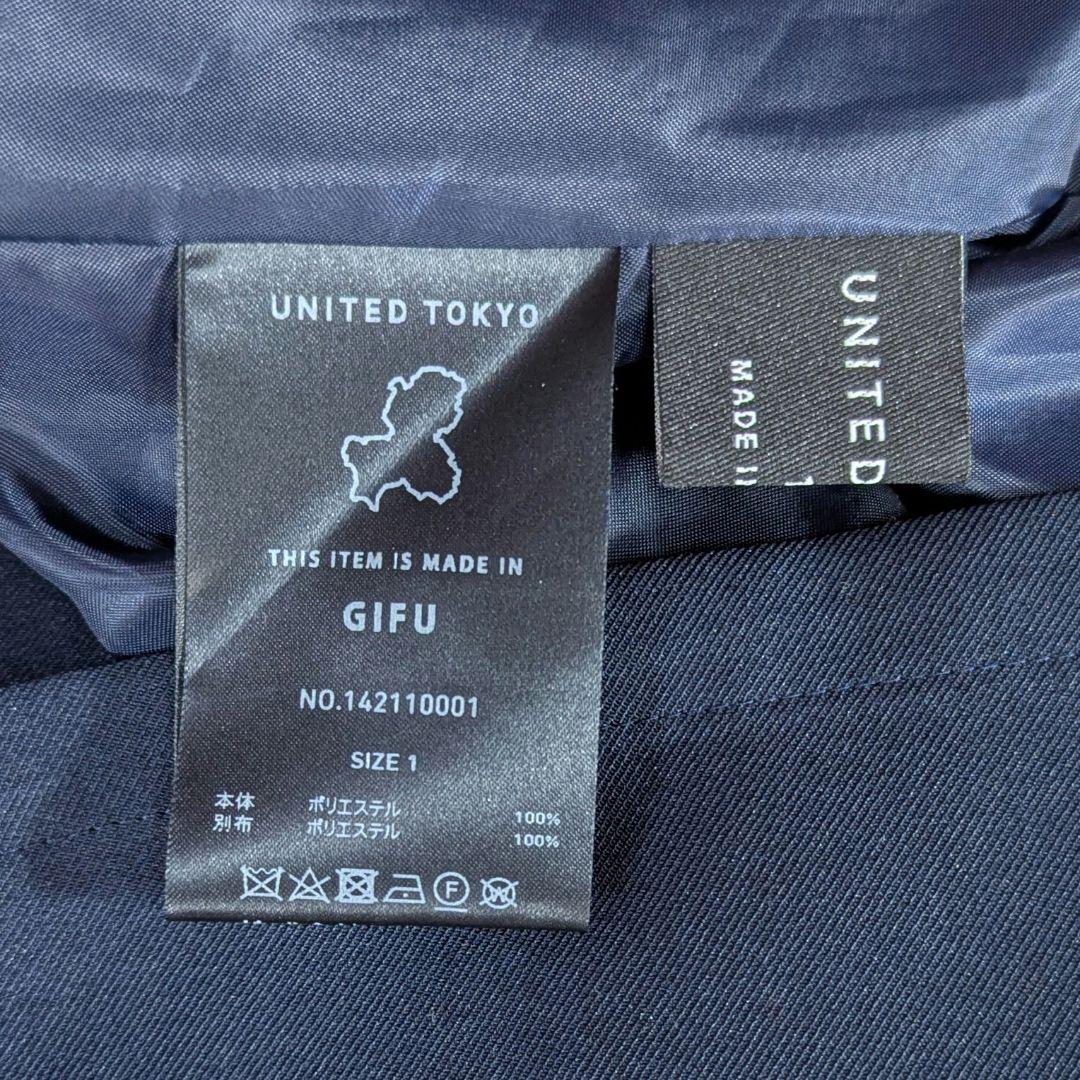 UNITED TOKYO
THIS ITEM IS MADE IN
GIFU
NO.142110001
SIZE 1
本体 ポリエステル 100%
別布 ポリエステル 100%
F
W
UNITED
MADE IN